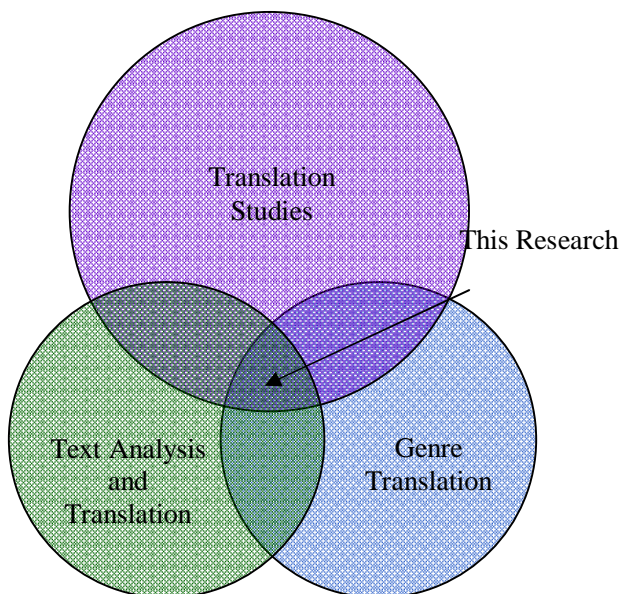 Translation
Studies
This Research
Text Analysis
and
Translation
Genre
Translation